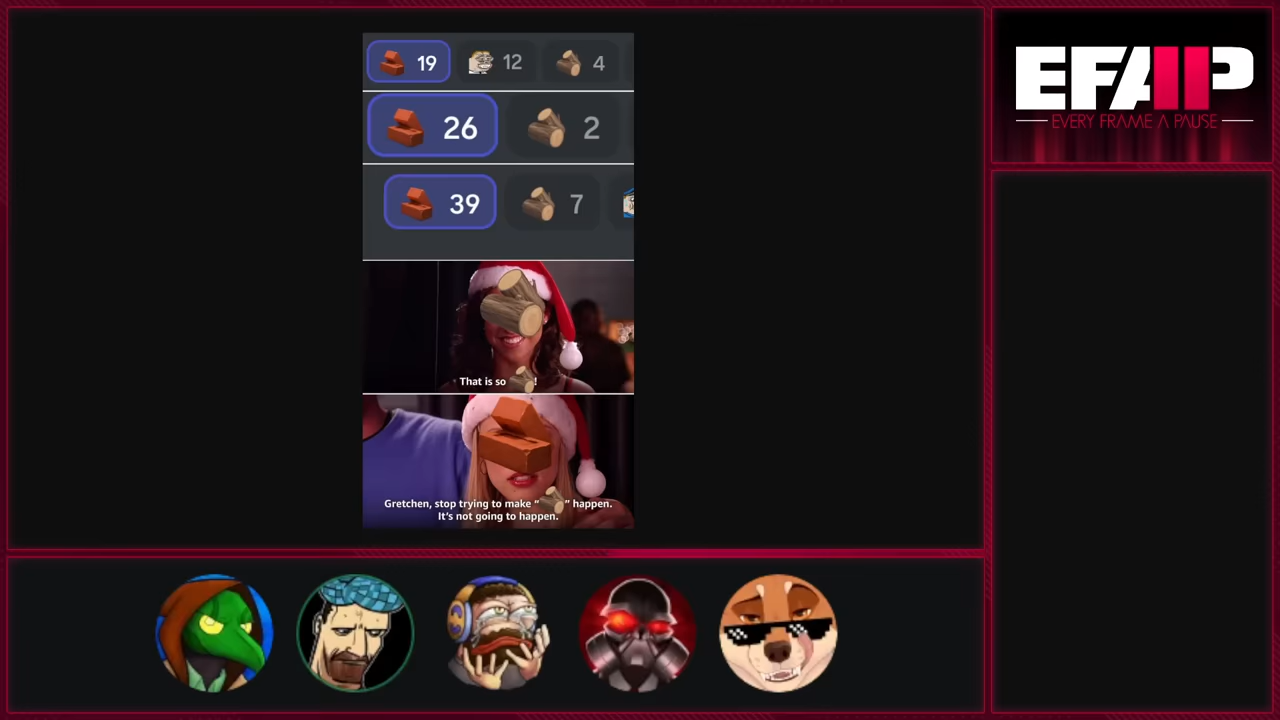 19 12 4
26 2
39 7
That is so !
Gretchen, stop trying to make “ ” happen.
It's not going to happen.
EFAP
EVERY FRAME A PAUSE